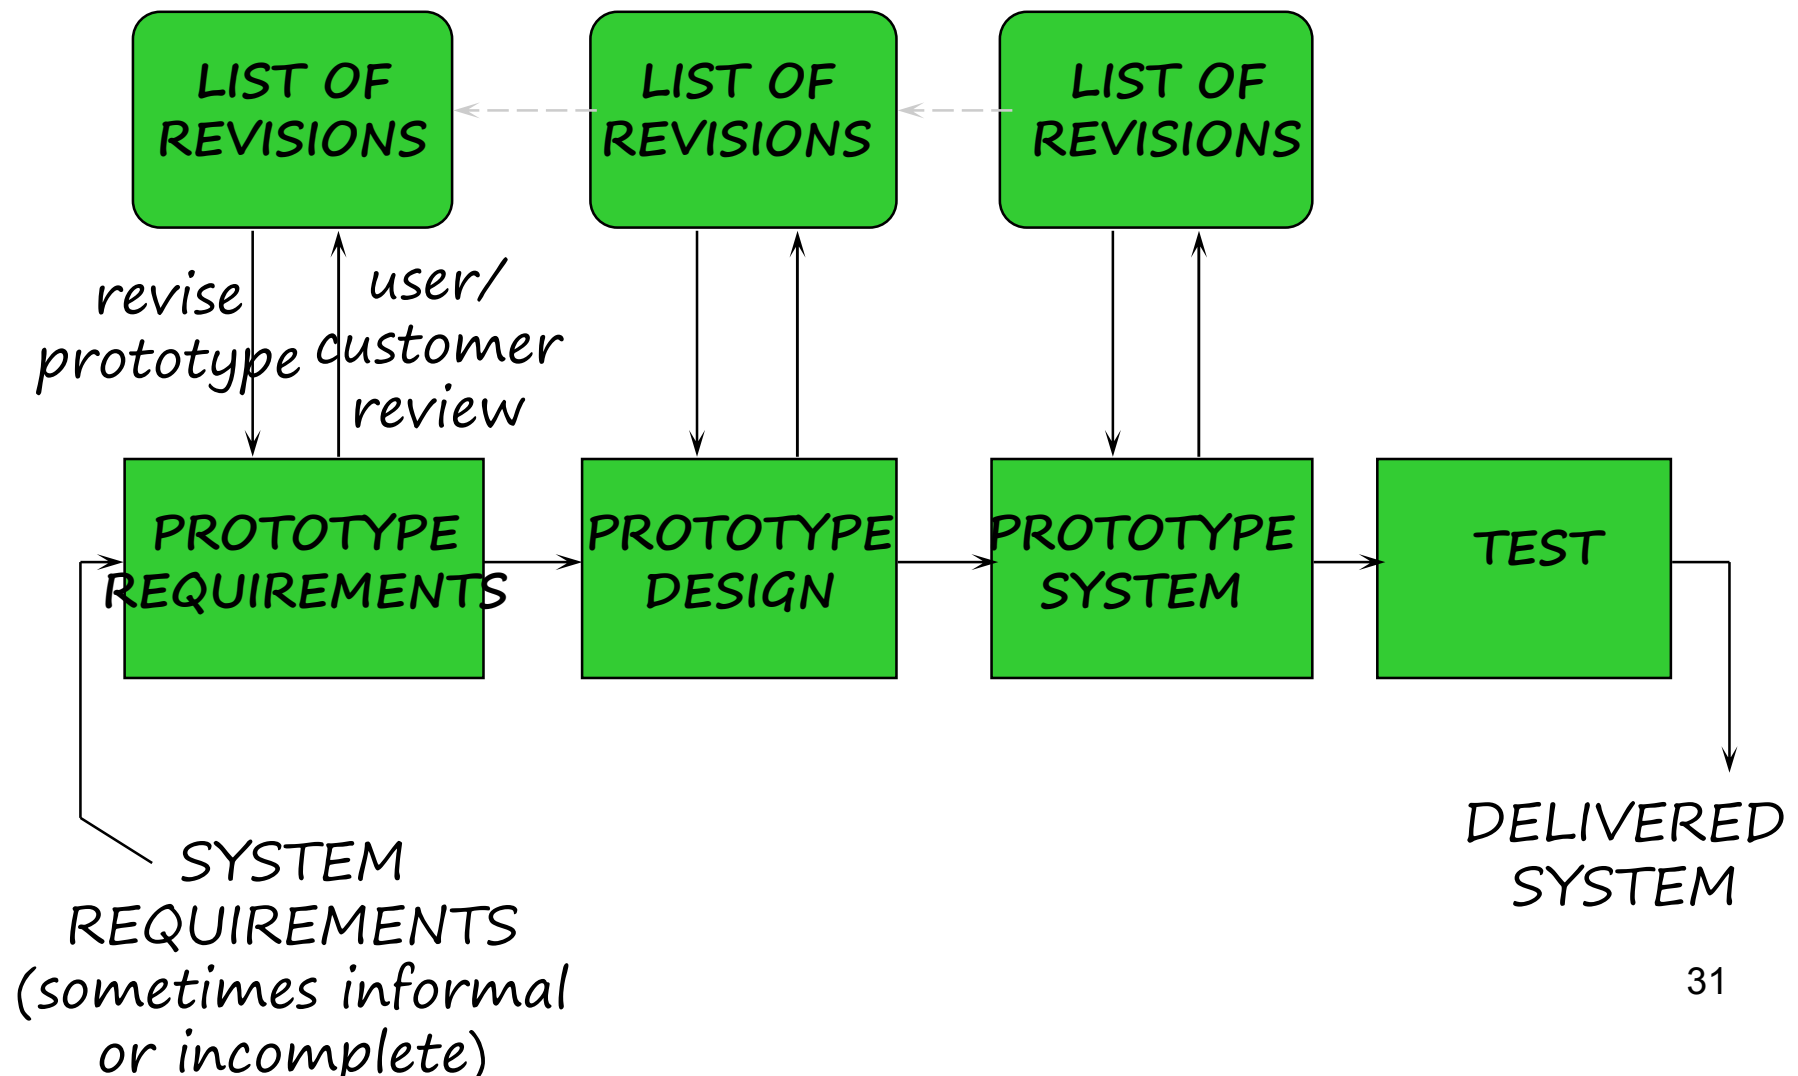 LIST OF
REVISIONS
LIST OF
REVISIONS
LIST OF
REVISIONS
revise
prototype
user/
customer
review
PROTOTYPE
REQUIREMENTS
PROTOTYPE
DESIGN
PROTOTYPE
SYSTEM
TEST
SYSTEM
REQUIREMENTS
(sometimes informal
or incomplete)
DELIVERED
SYSTEM
31